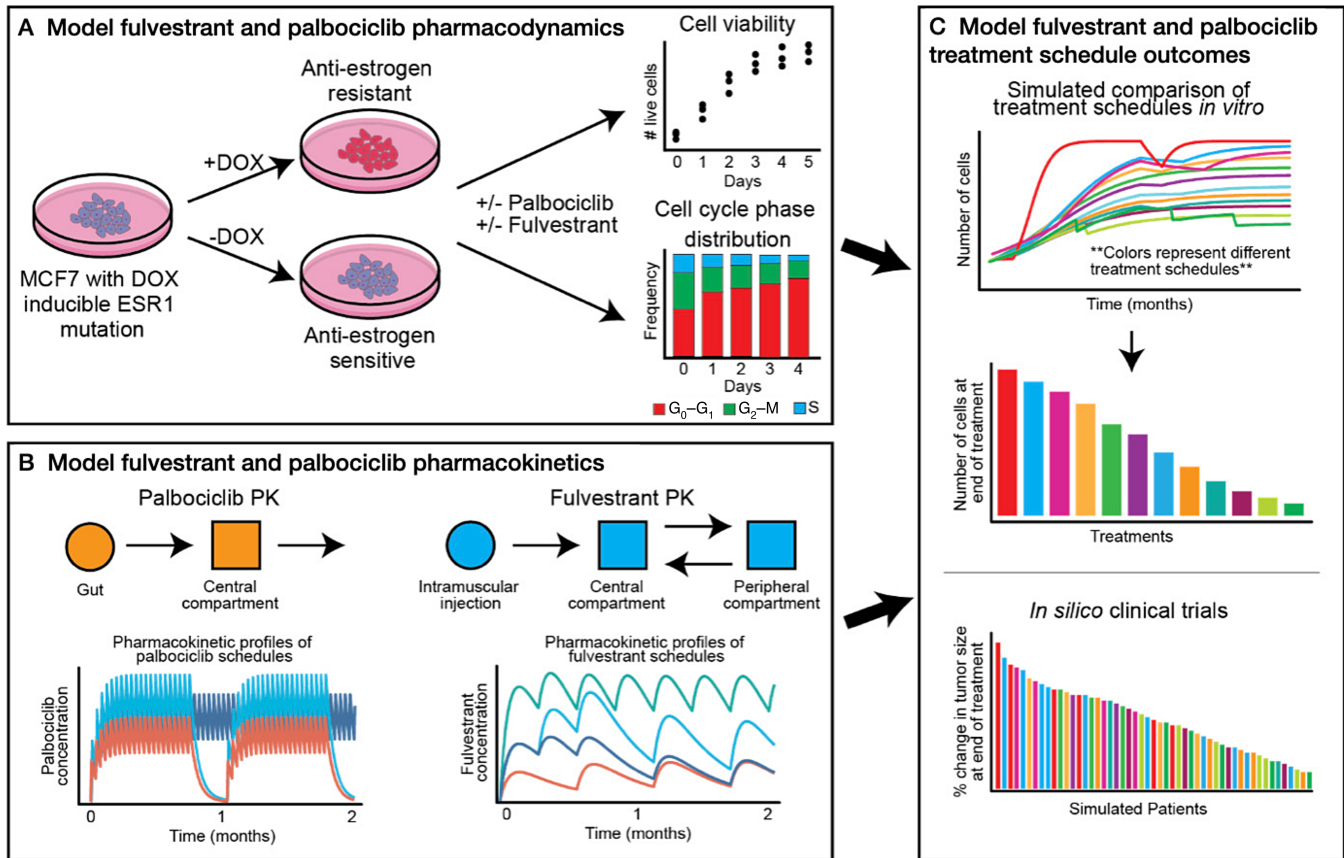 A Model fulvestrant and palbociclib pharmacodynamics
Anti-estrogen
resistant
+DOX
-DOX
MCF7 with DOX
inducible ESR1
mutation
Anti-estrogen
sensitive
+/- Palbociclib
+/- Fulvestrant
Cell viability
# live cells
0 1 2 3 4 5
Days
Cell cycle phase
distribution
Frequency
0 1 2 3 4
Days
G₀–G₁ G₂–M S
B Model fulvestrant and palbociclib pharmacokinetics
Palbociclib PK
Gut
Central
compartment
Fulvestrant PK
Intramuscular
injection
Central
compartment
Peripheral
compartment
Pharmacokinetic profiles of
palbociclib schedules
Palbociclib
concentration
0 1 2
Time (months)
Pharmacokinetic profiles of
fulvestrant schedules
Fulvestrant
concentration
0 1 2
Time (months)
C Model fulvestrant and palbociclib
treatment schedule outcomes
Simulated comparison of
treatment schedules in vitro
Number of cells
**Colors represent different
treatment schedules**
Time (months)
Number of cells at
end of treatment
Treatments
In silico clinical trials
% change in tumor size
at end of treatment
Simulated Patients